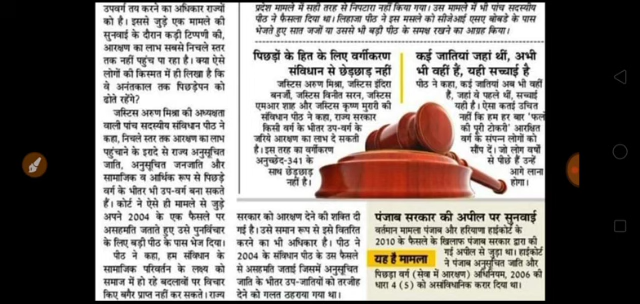 उपवर्ग तय करने का अधिकार राज्यों
को है। इससे जुड़े एक मामले की
सुनवाई के दौरान कड़ी टिप्पणी की,
आरक्षण का लाभ सबसे निचले स्तर
तक नहीं पहुंच पा रहा है। क्या ऐसे
लोगों की किस्मत में ही लिखा है कि
वे अनंतकाल तक पिछड़ेपन को
ढोते रहेंगे?
जस्टिस अरुण मिश्रा की अध्यक्षता
वाली पांच सदस्यीय संविधान पीठ ने
कहा, निचले स्तर तक आरक्षण का लाभ
पहुंचाने के इरादे से राज्य अनुसूचित
जाति, अनुसूचित जनजाति और
सामाजिक व आर्थिक रूप से पिछड़े
वर्ग के भीतर भी उप-वर्ग बना सकते
हैं। कोर्ट ने ऐसे ही मामले से जुड़े
अपने 2004 के एक फैसले पर
असहमति जताते हुए उसे पुनर्विचार
के लिए बड़ी पीठ के पास भेज दिया।
पीठ ने कहा, हम संविधान के
सामाजिक परिवर्तन के लक्ष्य को
समाज में हो रहे बदलावों पर विचार
किए बगैर प्राप्त नहीं कर सकते। राज्य
प्रदेश मामले में सही तरह से निपटारा नहीं किया गया। उस मामले में भी पांच सदस्यीय
पीठ ने फैसला दिया था। लिहाजा पीठ ने इस मसले को सीजेआई एसए बोबडे के पास
भेजते हुए सात जजों या उससे भी बड़ी पीठ के समक्ष रखने का आग्रह किया।
पिछड़ों के हित के लिए वर्गीकरण
संविधान से छेड़छाड़ नहीं
जस्टिस अरुण मिश्रा, जस्टिस इंदिरा
बनर्जी, जस्टिस विनीत सरन, जस्टिस
एमआर शाह और जस्टिस कृष्ण मुरारी की
संविधान पीठ ने कहा, राज्य सरकार
किसी वर्ग के भीतर उप-वर्ग के
जरिये आरक्षण का लाभ दे सकती
है। इस तरह का वर्गीकरण
अनुच्छेद-341 के
साथ छेड़छाड़
नहीं है।
कई जातियां जहां थीं, अभी
भी वहीं हैं, यही सच्चाई है
पीठ ने कहा, कई जातियां अब भी वहीं
हैं, जहां वे पहले थीं, सच्चाई
यही है। ऐसा कतई उचित
नहीं कि हम हर बार 'फल
की पूरी टोकरी' आरक्षित
वर्ग के संपन्न लोगों को
सौंप दें। जो लोग वर्षों
से पीछे हैं उन्हें
आगे लाना
होगा।
सरकार को आरक्षण देने की शक्ति दी
गई है। उसे समान रूप से इसे वितरित
करने का भी अधिकार है। पीठ ने
2004 के संविधान पीठ के उस फैसले
से असहमति जताई जिसमें अनुसूचित
जाति के भीतर उप-जातियों को तरजीह
देने को गलत ठहराया गया था।
पंजाब सरकार की अपील पर सुनवाई
वर्तमान मामला पंजाब और हरियाणा हाईकोर्ट के
2010 के फैसले के खिलाफ पंजाब सरकार द्वारा की
गई अपील से जुड़ा था। हाईकोर्ट
यह है मामला
ने पंजाब अनुसूचित जाति और
पिछड़ा वर्ग (सेवा में आरक्षण) अधिनियम, 2006 की
धारा 4 (5) को असंवैधानिक करार दिया था।